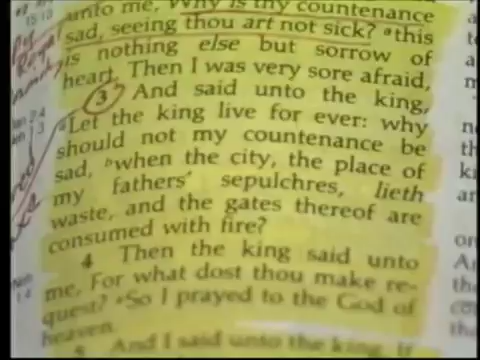 unto me, Why is thy countenance
sad, seeing thou art not sick? this
is nothing else but sorrow of
heart. Then I was very sore afraid,
3 And said unto the king,
Let the king live for ever: why
should not my countenance be
sad, when the city, the place of
my fathers' sepulchres, lieth
waste, and the gates thereof are
consumed with fire?
4 Then the king said unto
me, For what dost thou make re-
quest? So I prayed to the God of
heaven.
5 And I said unto the king, If